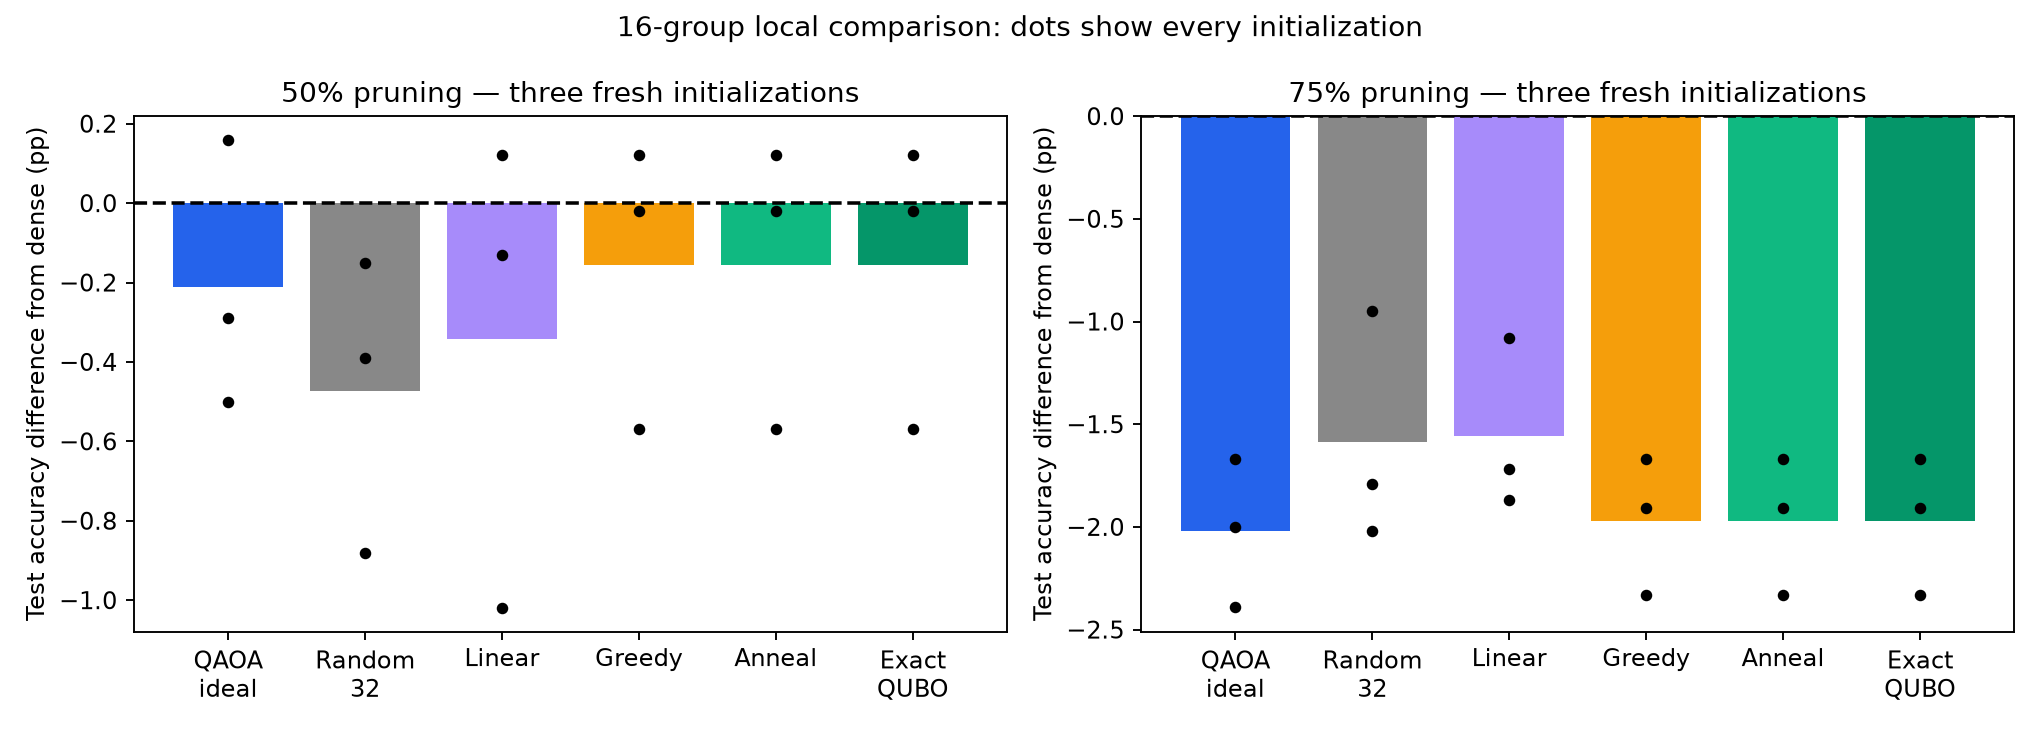 16-group local comparison: dots show every initialization
50% pruning — three fresh initializations
Test accuracy difference from dense (pp)
0.2
0.0
−0.2
−0.4
−0.6
−0.8
−1.0
QAOA
ideal
Random
32
Linear
Greedy
Anneal
Exact
QUBO
75% pruning — three fresh initializations
Test accuracy difference from dense (pp)
0.0
−0.5
−1.0
−1.5
−2.0
−2.5
QAOA
ideal
Random
32
Linear
Greedy
Anneal
Exact
QUBO